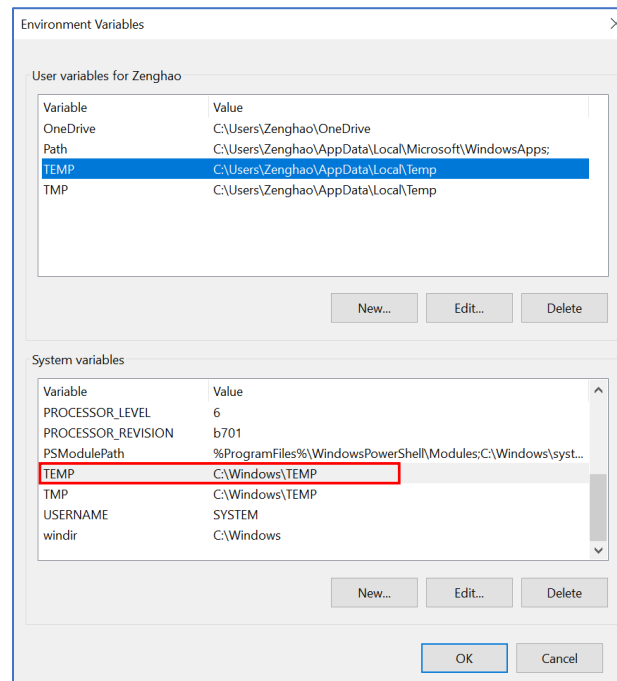 Environment Variables
User variables for Zenghao
Variable Value
OneDrive C:\Users\Zenghao\OneDrive
Path C:\Users\Zenghao\AppData\Local\Microsoft\WindowsApps;
TEMP C:\Users\Zenghao\AppData\Local\Temp
TMP C:\Users\Zenghao\AppData\Local\Temp
New... Edit... Delete
System variables
Variable Value
PROCESSOR_LEVEL 6
PROCESSOR_REVISION b701
PSModulePath %ProgramFiles%\WindowsPowerShell\Modules;C:\Windows\syst...
TEMP C:\Windows\TEMP
TMP C:\Windows\TEMP
USERNAME SYSTEM
windir C:\Windows
New... Edit... Delete
OK Cancel